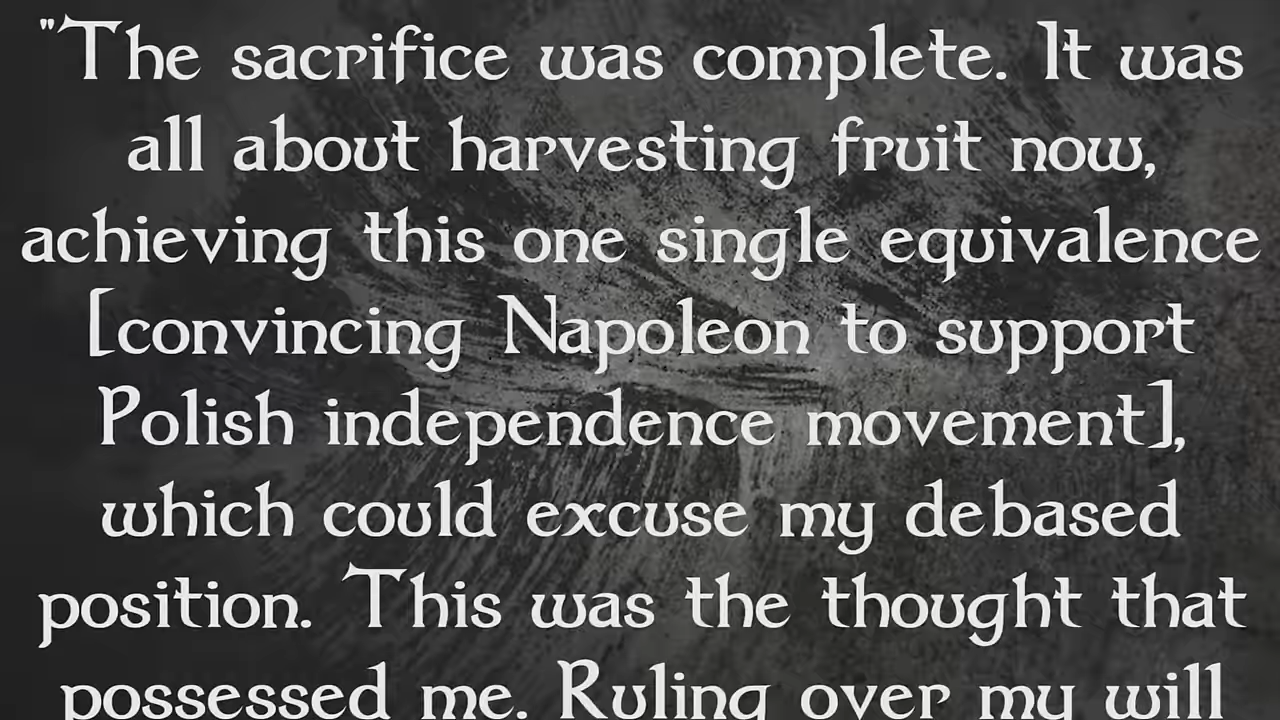 "The sacrifice was complete. It was
all about harvesting fruit now,
achieving this one single equivalence
[convincing Napoleon to support
Polish independence movement],
which could excuse my debased
position. This was the thought that
possessed me. Ruling over my will